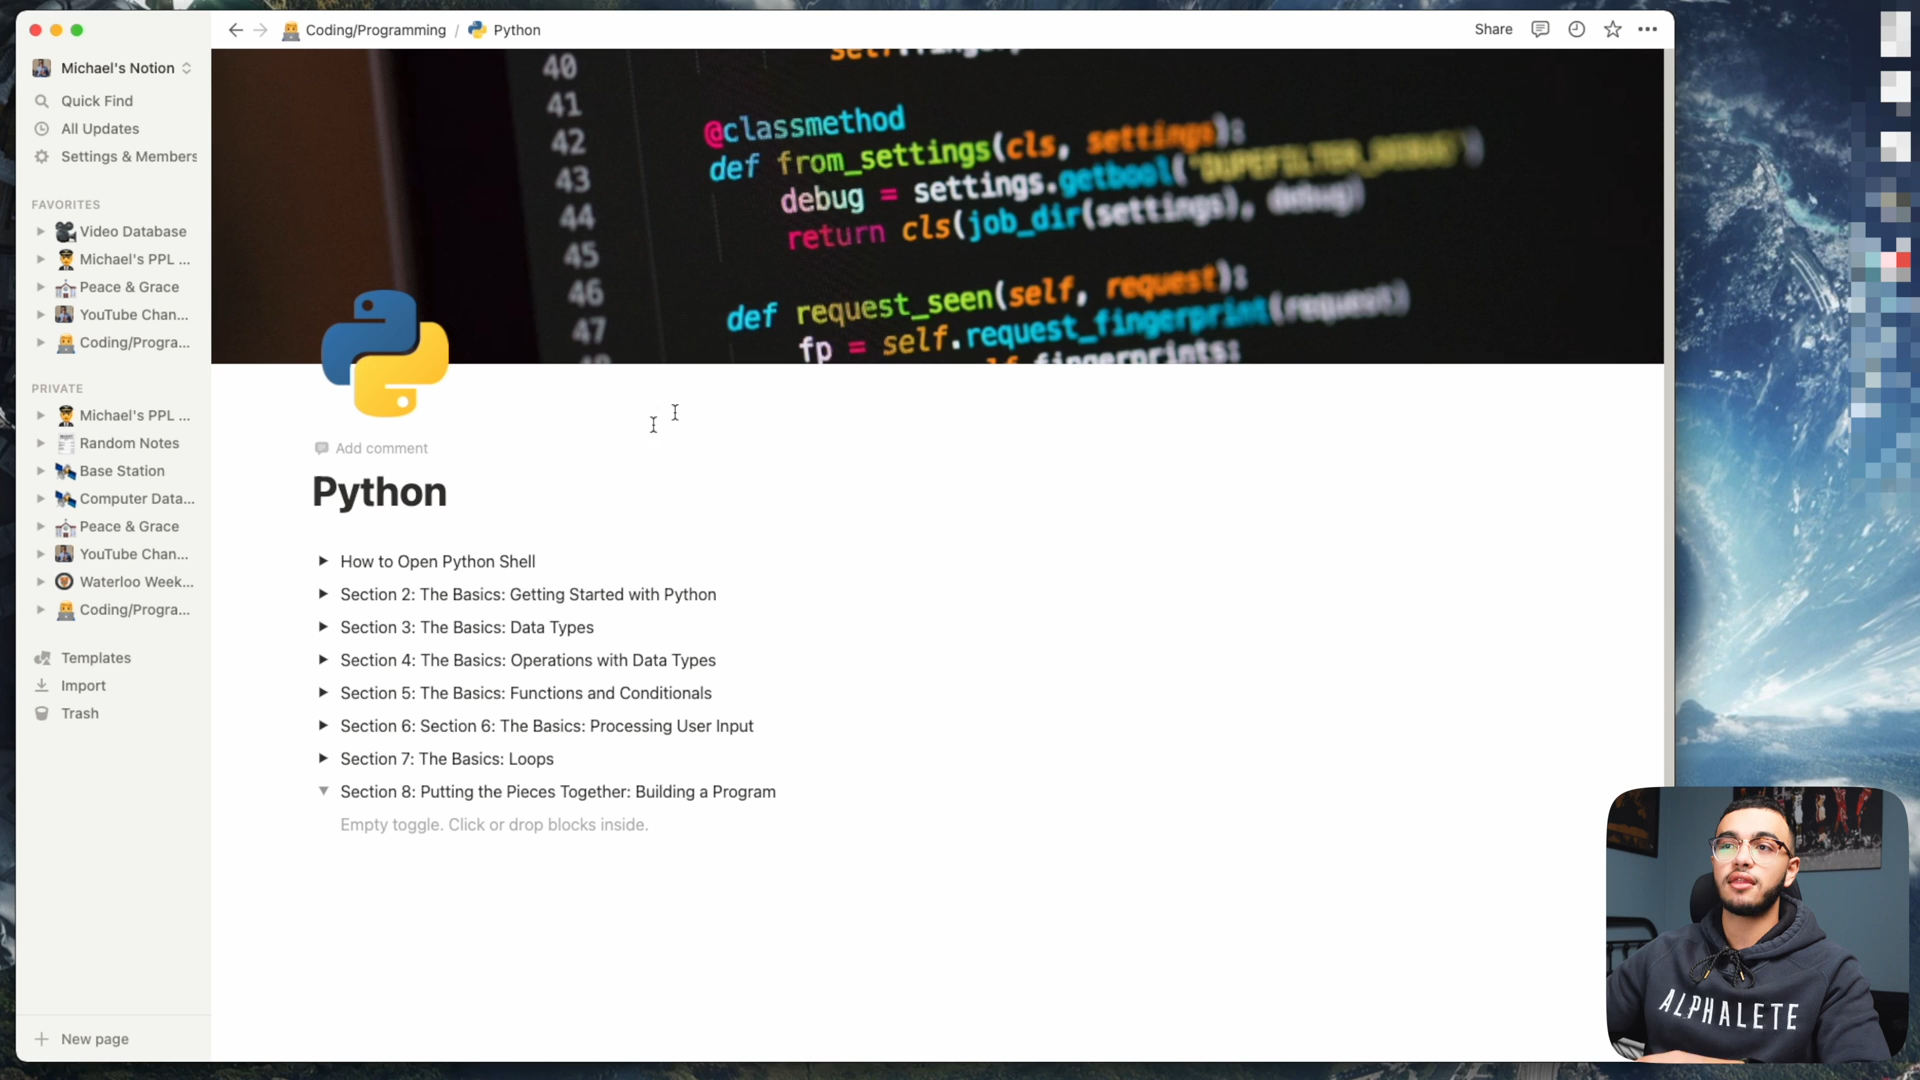 Coding/Programming / Python
Share
Michael's Notion
Quick Find
All Updates
Settings & Members
FAVORITES
Video Database
Michael's PPL ...
Peace & Grace
YouTube Chan...
Coding/Progra...
PRIVATE
Michael's PPL ...
Random Notes
Base Station
Computer Data...
Peace & Grace
YouTube Chan...
Waterloo Week...
Coding/Progra...
Templates
Import
Trash
New page
40
41
42 @classmethod
43 def from_settings(cls, settings):
44 debug = settings.getbool("DUPEFILTER_DEBUG")
45 return cls(job_dir(settings), debug)
46 def request_seen(self, request):
47 fp = self.request_fingerprint(request)
self.fingerprints:
Add comment
Python
How to Open Python Shell
Section 2: The Basics: Getting Started with Python
Section 3: The Basics: Data Types
Section 4: The Basics: Operations with Data Types
Section 5: The Basics: Functions and Conditionals
Section 6: Section 6: The Basics: Processing User Input
Section 7: The Basics: Loops
Section 8: Putting the Pieces Together: Building a Program
Empty toggle. Click or drop blocks inside.
ALPHALETE